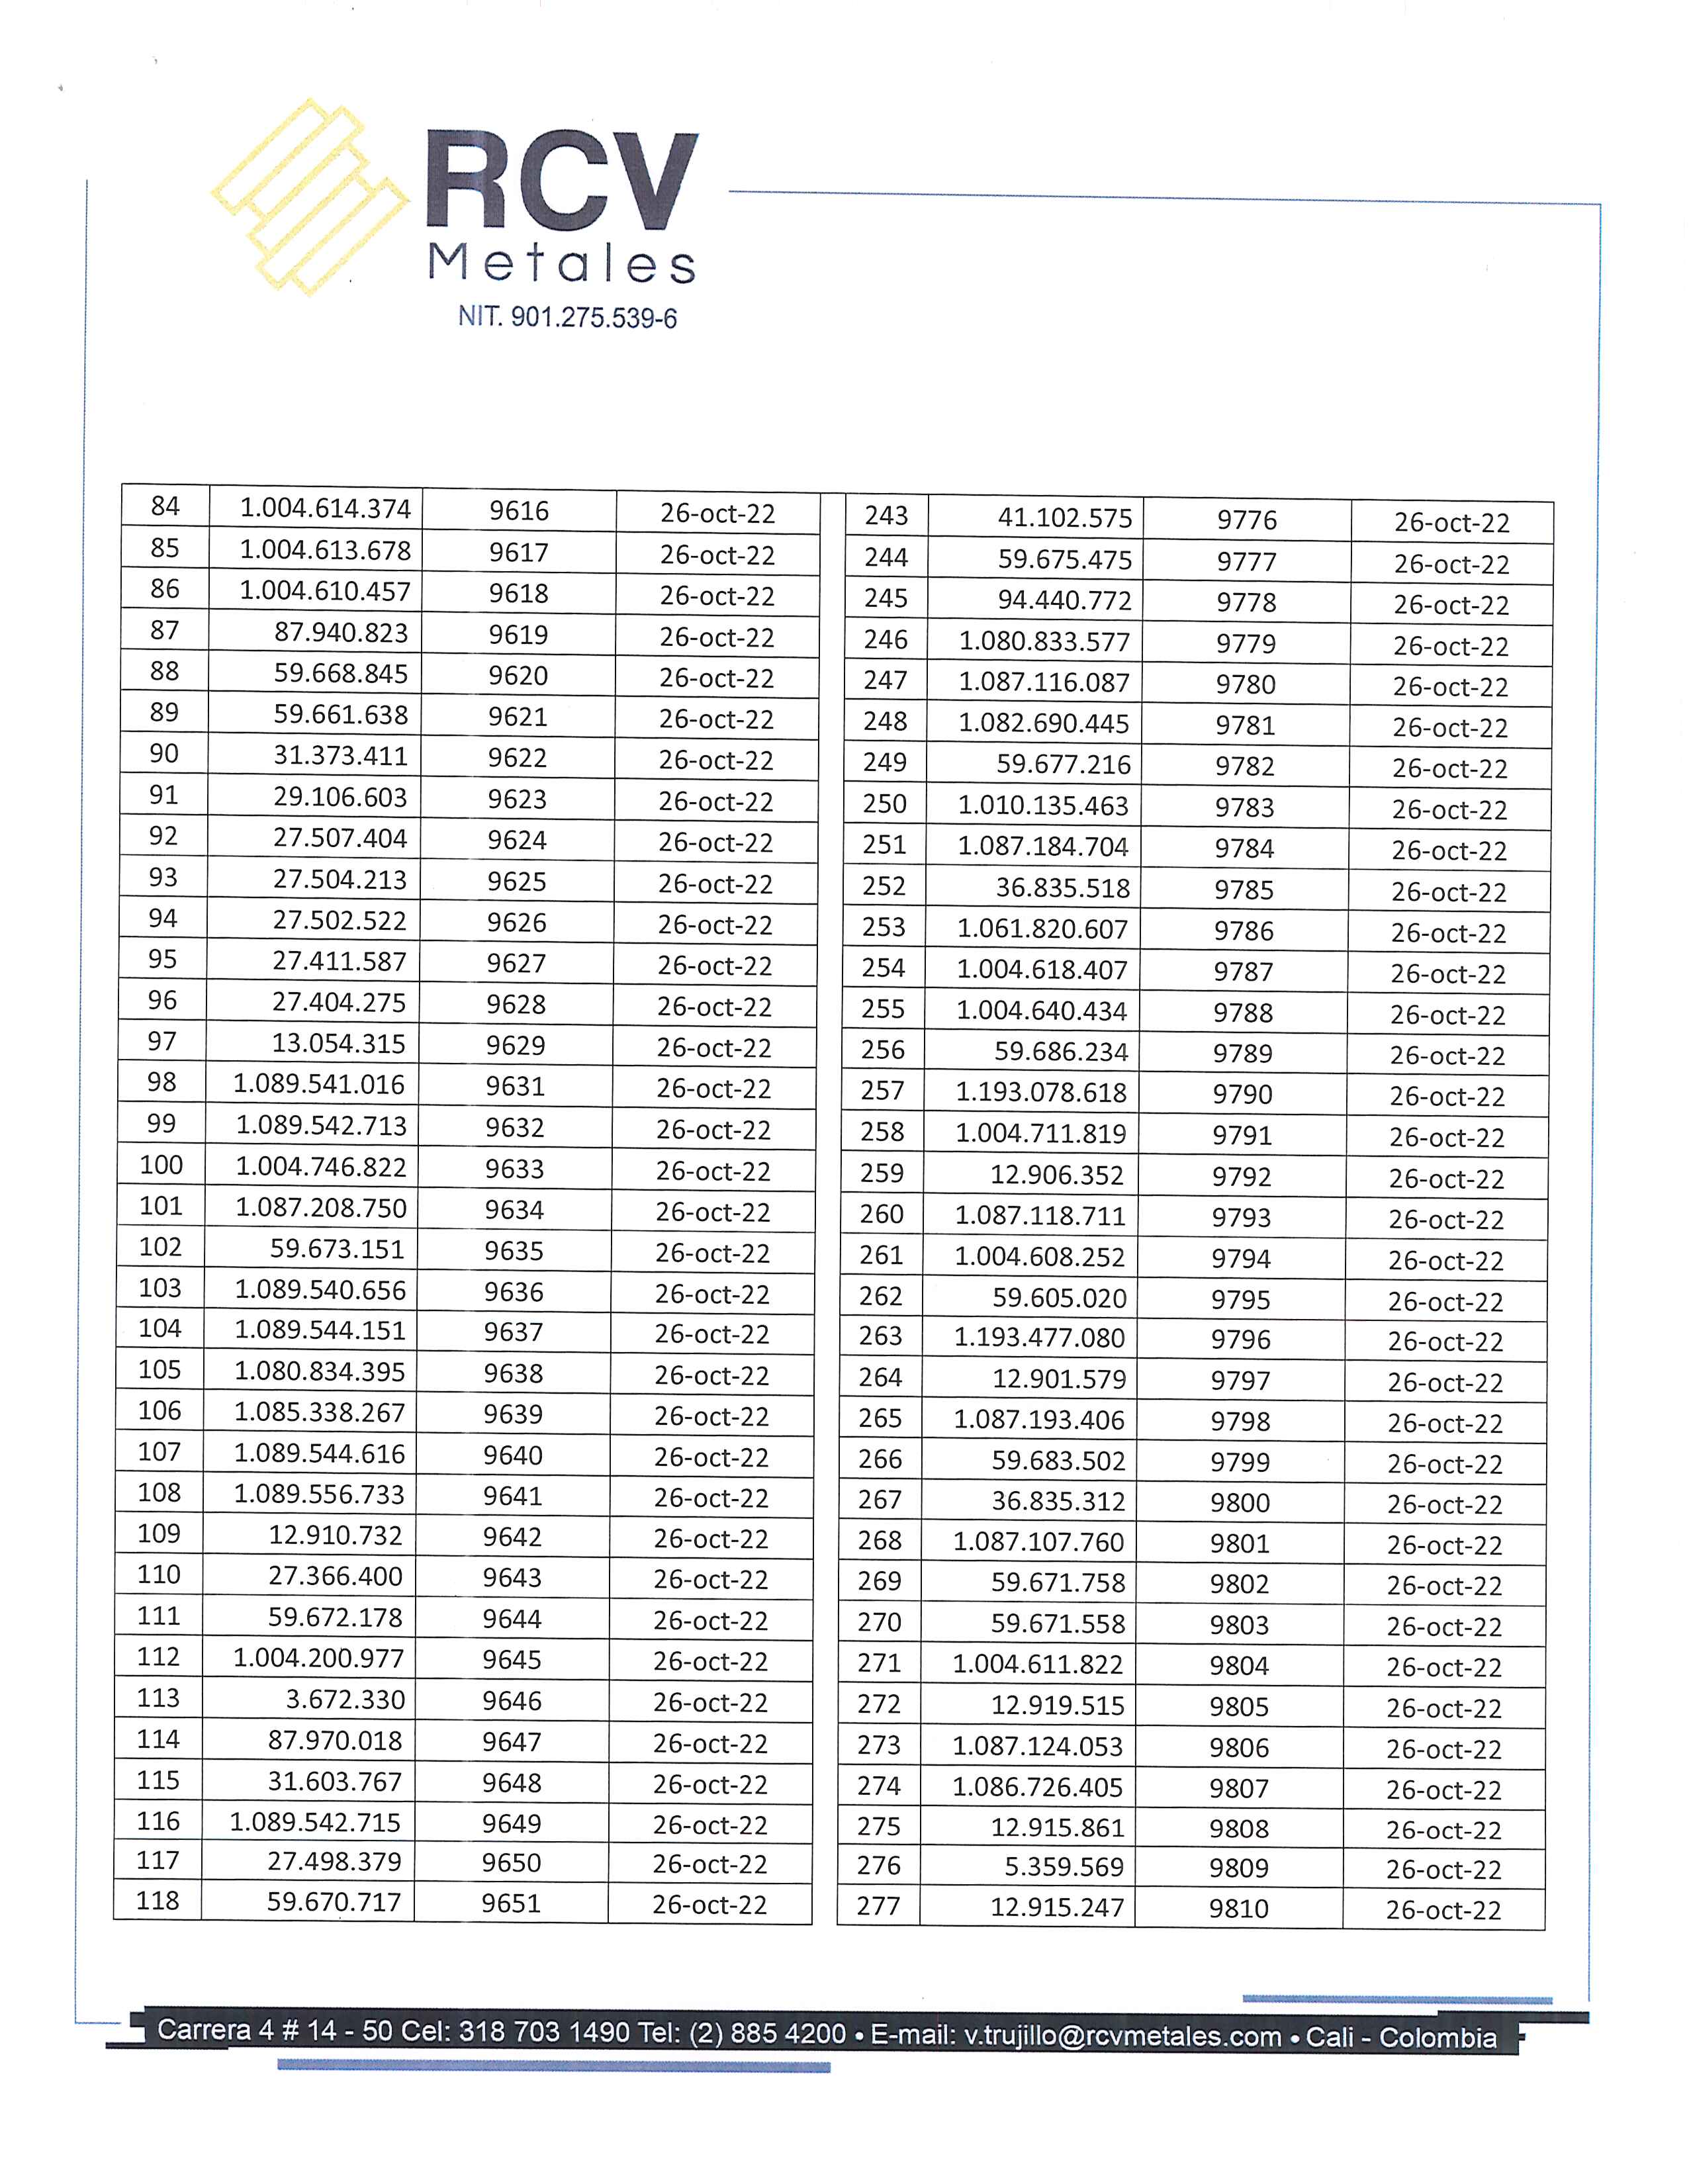 RCV
Metales
NIT. 901.275.539-6
84 1.004.614.374 9616 26-oct-22 243 41.102.575 9776 26-oct-22
85 1.004.613.678 9617 26-oct-22 244 59.675.475 9777 26-oct-22
86 1.004.610.457 9618 26-oct-22 245 94.440.772 9778 26-oct-22
87 87.940.823 9619 26-oct-22 246 1.080.833.577 9779 26-oct-22
88 59.668.845 9620 26-oct-22 247 1.087.116.087 9780 26-oct-22
89 59.661.638 9621 26-oct-22 248 1.082.690.445 9781 26-oct-22
90 31.373.411 9622 26-oct-22 249 59.677.216 9782 26-oct-22
91 29.106.603 9623 26-oct-22 250 1.010.135.463 9783 26-oct-22
92 27.507.404 9624 26-oct-22 251 1.087.184.704 9784 26-oct-22
93 27.504.213 9625 26-oct-22 252 36.835.518 9785 26-oct-22
94 27.502.522 9626 26-oct-22 253 1.061.820.607 9786 26-oct-22
95 27.411.587 9627 26-oct-22 254 1.004.618.407 9787 26-oct-22
96 27.404.275 9628 26-oct-22 255 1.004.640.434 9788 26-oct-22
97 13.054.315 9629 26-oct-22 256 59.686.234 9789 26-oct-22
98 1.089.541.016 9631 26-oct-22 257 1.193.078.618 9790 26-oct-22
99 1.089.542.713 9632 26-oct-22 258 1.004.711.819 9791 26-oct-22
100 1.004.746.822 9633 26-oct-22 259 12.906.352 9792 26-oct-22
101 1.087.208.750 9634 26-oct-22 260 1.087.118.711 9793 26-oct-22
102 59.673.151 9635 26-oct-22 261 1.004.608.252 9794 26-oct-22
103 1.089.540.656 9636 26-oct-22 262 59.605.020 9795 26-oct-22
104 1.089.544.151 9637 26-oct-22 263 1.193.477.080 9796 26-oct-22
105 1.080.834.395 9638 26-oct-22 264 12.901.579 9797 26-oct-22
106 1.085.338.267 9639 26-oct-22 265 1.087.193.406 9798 26-oct-22
107 1.089.544.616 9640 26-oct-22 266 59.683.502 9799 26-oct-22
108 1.089.556.733 9641 26-oct-22 267 36.835.312 9800 26-oct-22
109 12.910.732 9642 26-oct-22 268 1.087.107.760 9801 26-oct-22
110 27.366.400 9643 26-oct-22 269 59.671.758 9802 26-oct-22
111 59.672.178 9644 26-oct-22 270 59.671.558 9803 26-oct-22
112 1.004.200.977 9645 26-oct-22 271 1.004.611.822 9804 26-oct-22
113 3.672.330 9646 26-oct-22 272 12.919.515 9805 26-oct-22
114 87.970.018 9647 26-oct-22 273 1.087.124.053 9806 26-oct-22
115 31.603.767 9648 26-oct-22 274 1.086.726.405 9807 26-oct-22
116 1.089.542.715 9649 26-oct-22 275 12.915.861 9808 26-oct-22
117 27.498.379 9650 26-oct-22 276 5.359.569 9809 26-oct-22
118 59.670.717 9651 26-oct-22 277 12.915.247 9810 26-oct-22
Carrera 4 # 14 - 50 Cel: 318 703 1490 Tel: (2) 885 4200 • E-mail: v.trujillo@rcvmetales.com • Cali - Colombia